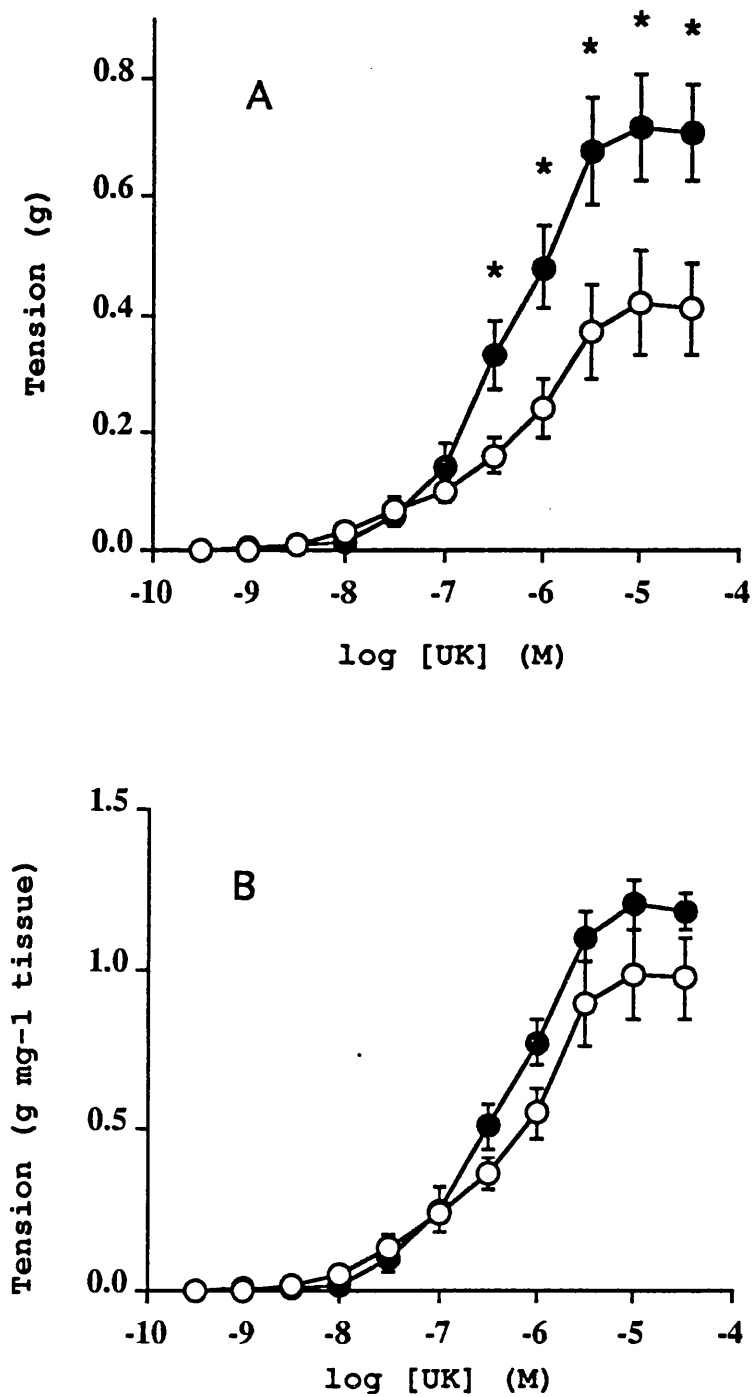 A
* * * * * *
Tension (g)
0.8
0.6
0.4
0.2
0.0
-10 -9 -8 -7 -6 -5 -4
log [UK] (M)
B
Tension (g mg-1 tissue)
1.5
1.0
0.5
0.0
-10 -9 -8 -7 -6 -5 -4
log [UK] (M)